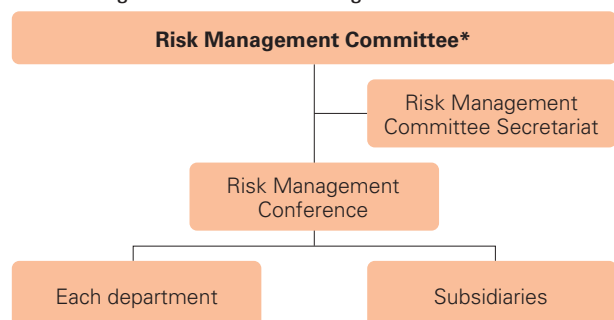 Risk Management Committee*
Risk Management
Committee Secretariat
Risk Management
Conference
Each department
Subsidiaries